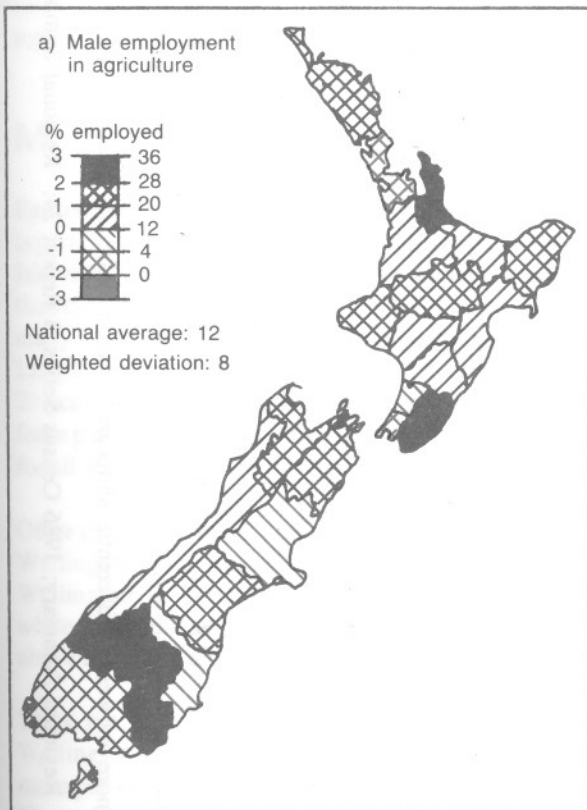 a) Male employment
in agriculture
% employed
3 36
2 28
1 20
0 12
-1 4
-2 0
-3
National average: 12
Weighted deviation: 8